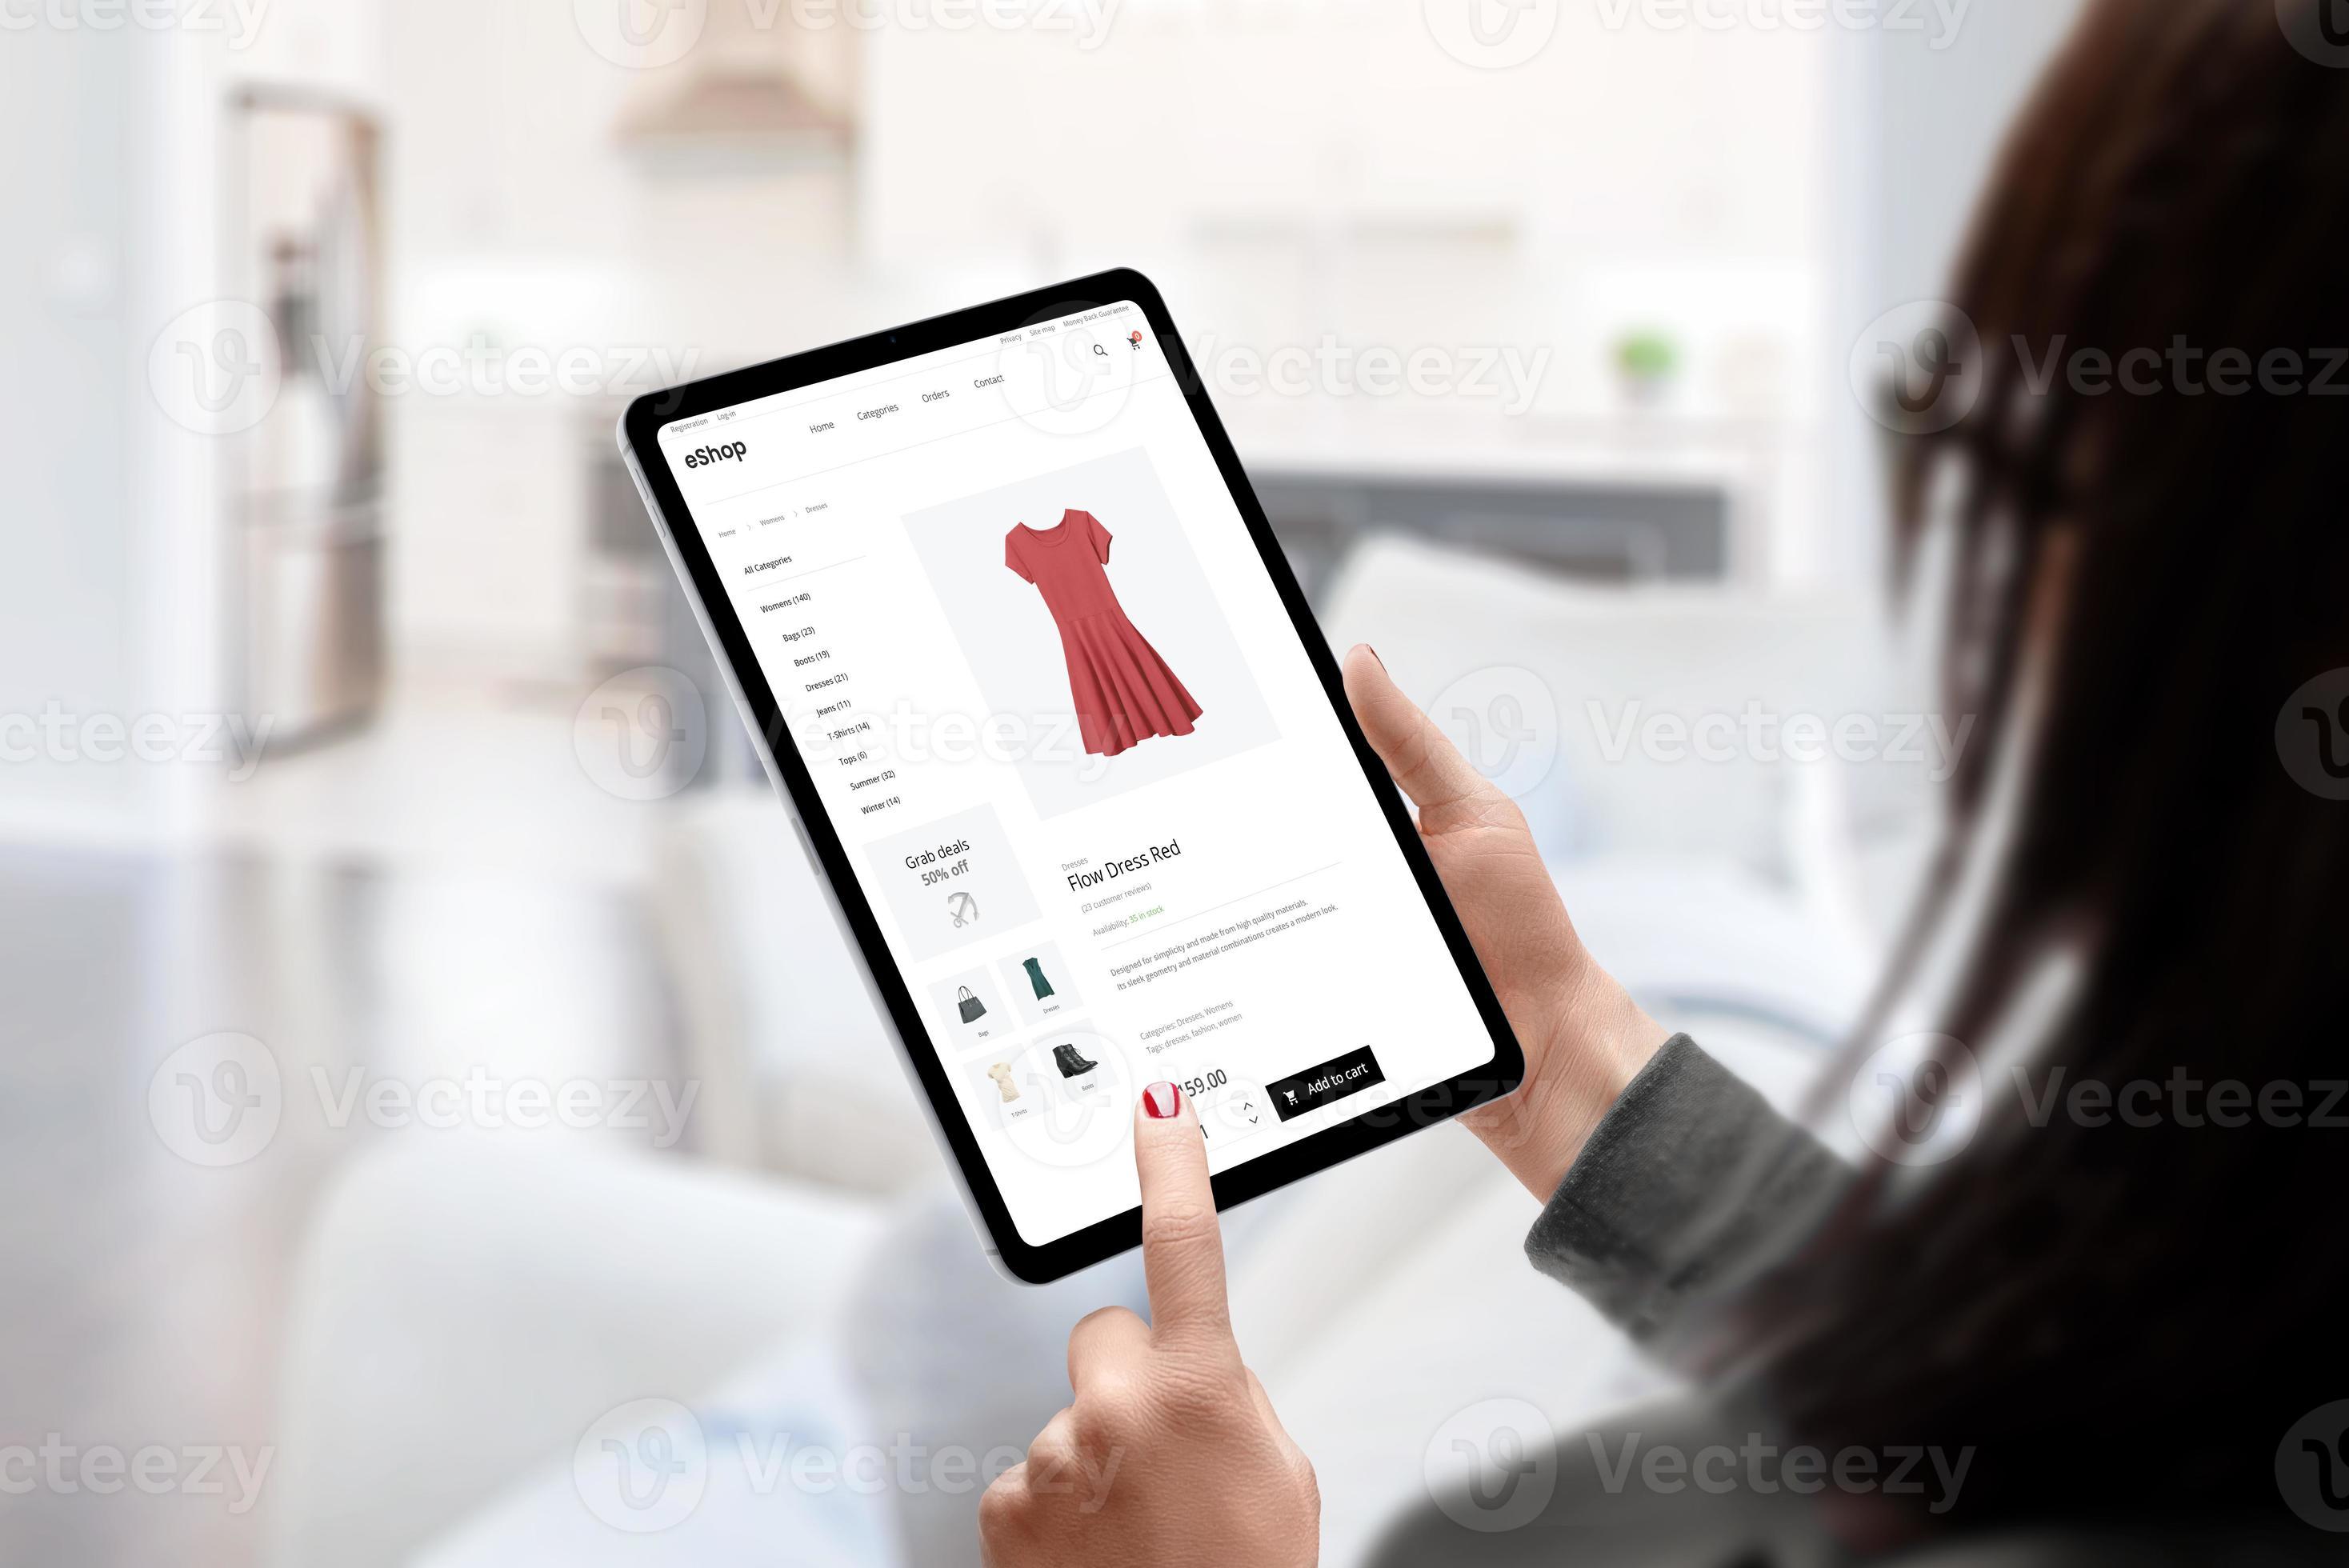 Privacy Site map Money Back Guarantee
Registration Log-in
eShop
Home Categories Orders Contact
0
Home > Womens > Dresses
All Categories
Womens (140)
Bags (23)
Boots (19)
Dresses (21)
Jeans (11)
T-Shirts (14)
Tops (6)
Summer (32)
Winter (14)
Grab deals
50% off
Bags
Dresses
T-Shirts
Boots
Dresses
Flow Dress Red
(23 customer reviews)
Availability: 35 in stock
Designed for simplicity and made from high quality materials.
Its sleek geometry and material combinations creates a modern look.
Categories: Dresses, Womens
Tags: dresses, fashion, women
159.00
1
Add to cart
Vecteezy